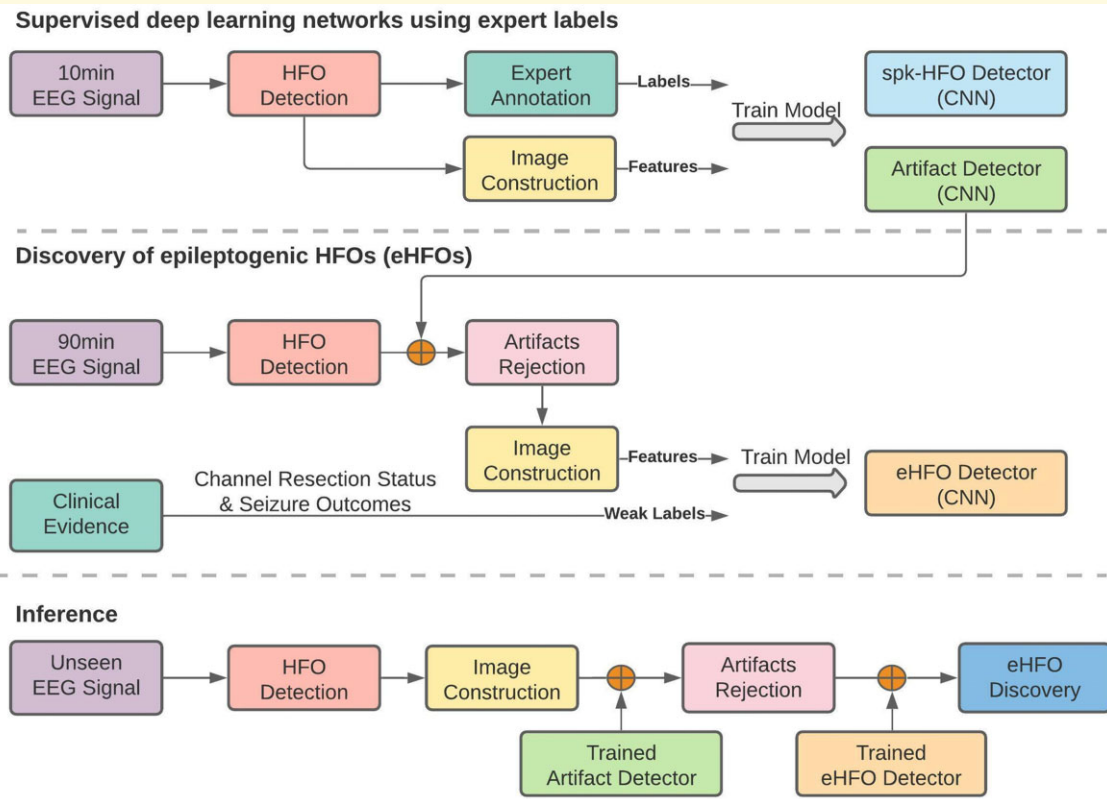 Supervised deep learning networks using expert labels
10min
EEG Signal
HFO
Detection
Expert
Annotation
Labels
Image
Construction
Features
Train Model
spk-HFO Detector
(CNN)
Artifact Detector
(CNN)
Discovery of epileptogenic HFOs (eHFOs)
90min
EEG Signal
HFO
Detection
Artifacts
Rejection
Image
Construction
Features
Clinical
Evidence
Channel Resection Status
& Seizure Outcomes
Weak Labels
Train Model
eHFO Detector
(CNN)
Inference
Unseen
EEG Signal
HFO
Detection
Image
Construction
Artifacts
Rejection
eHFO
Discovery
Trained
Artifact Detector
Trained
eHFO Detector